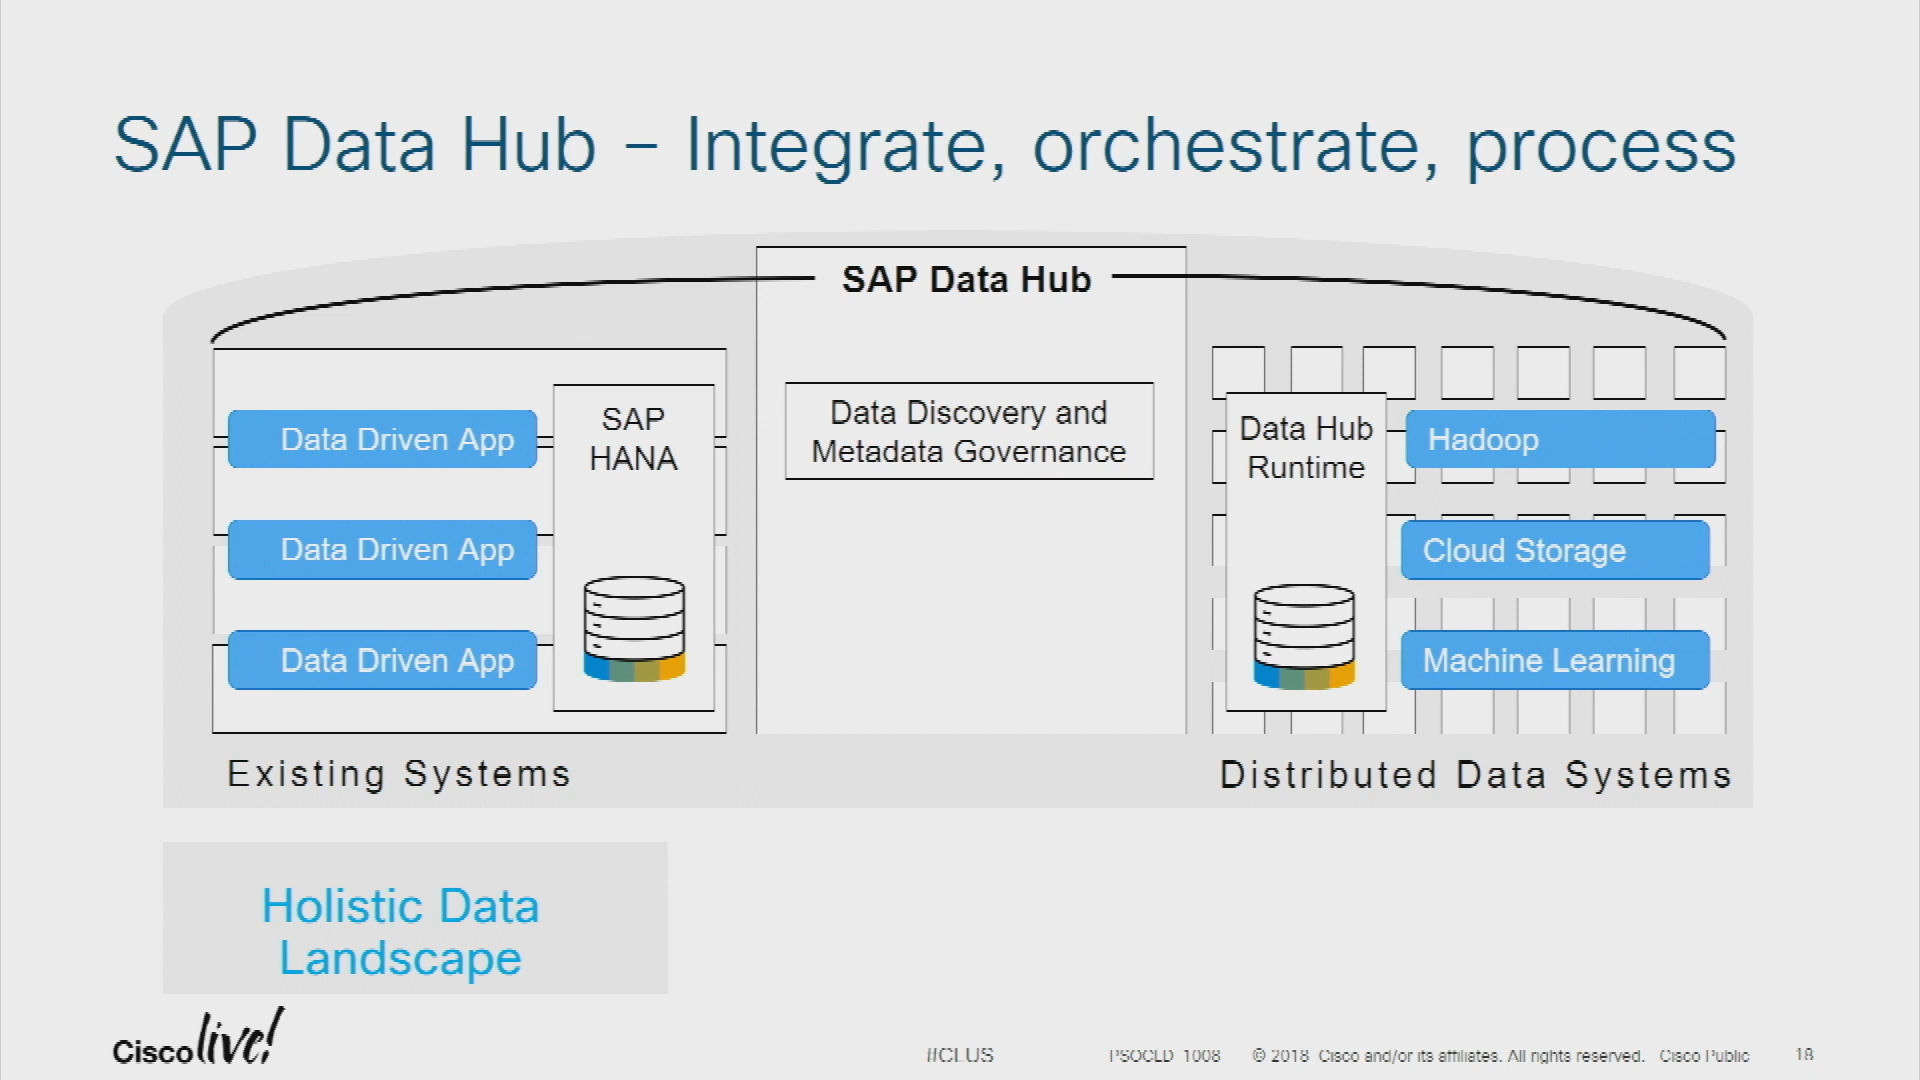 SAP Data Hub – Integrate, orchestrate, process
SAP Data Hub
Data Driven App
Data Driven App
Data Driven App
SAP
HANA
Existing Systems
Data Discovery and
Metadata Governance
Data Hub
Runtime
Hadoop
Cloud Storage
Machine Learning
Distributed Data Systems
Holistic Data
Landscape
Cisco live!
#CLUS
PSOCLD 1008
© 2018 Cisco and/or its affiliates. All rights reserved. Cisco Public
18